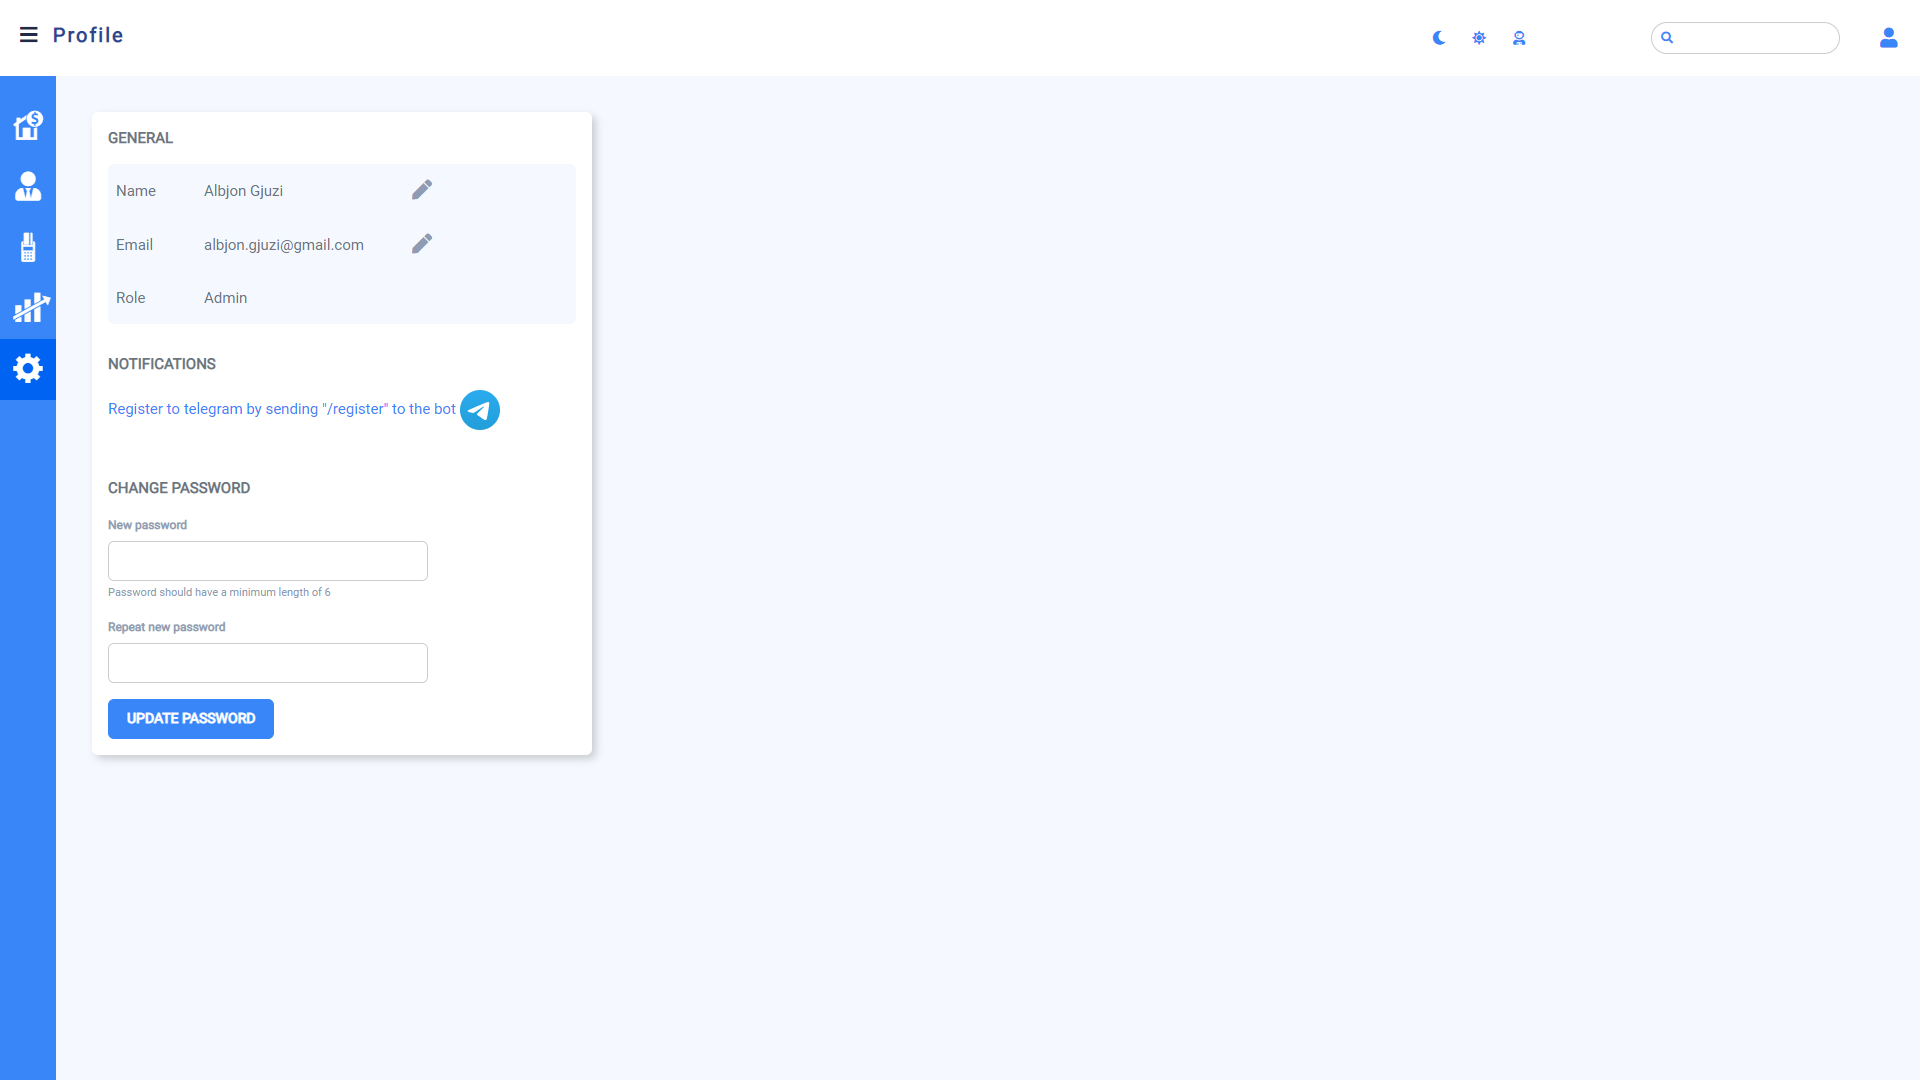 Profile
GENERAL
Name Albjon Gjuzi
Email albjon.gjuzi@gmail.com
Role Admin
NOTIFICATIONS
Register to telegram by sending "/register" to the bot
CHANGE PASSWORD
New password
Password should have a minimum length of 6
Repeat new password
UPDATE PASSWORD